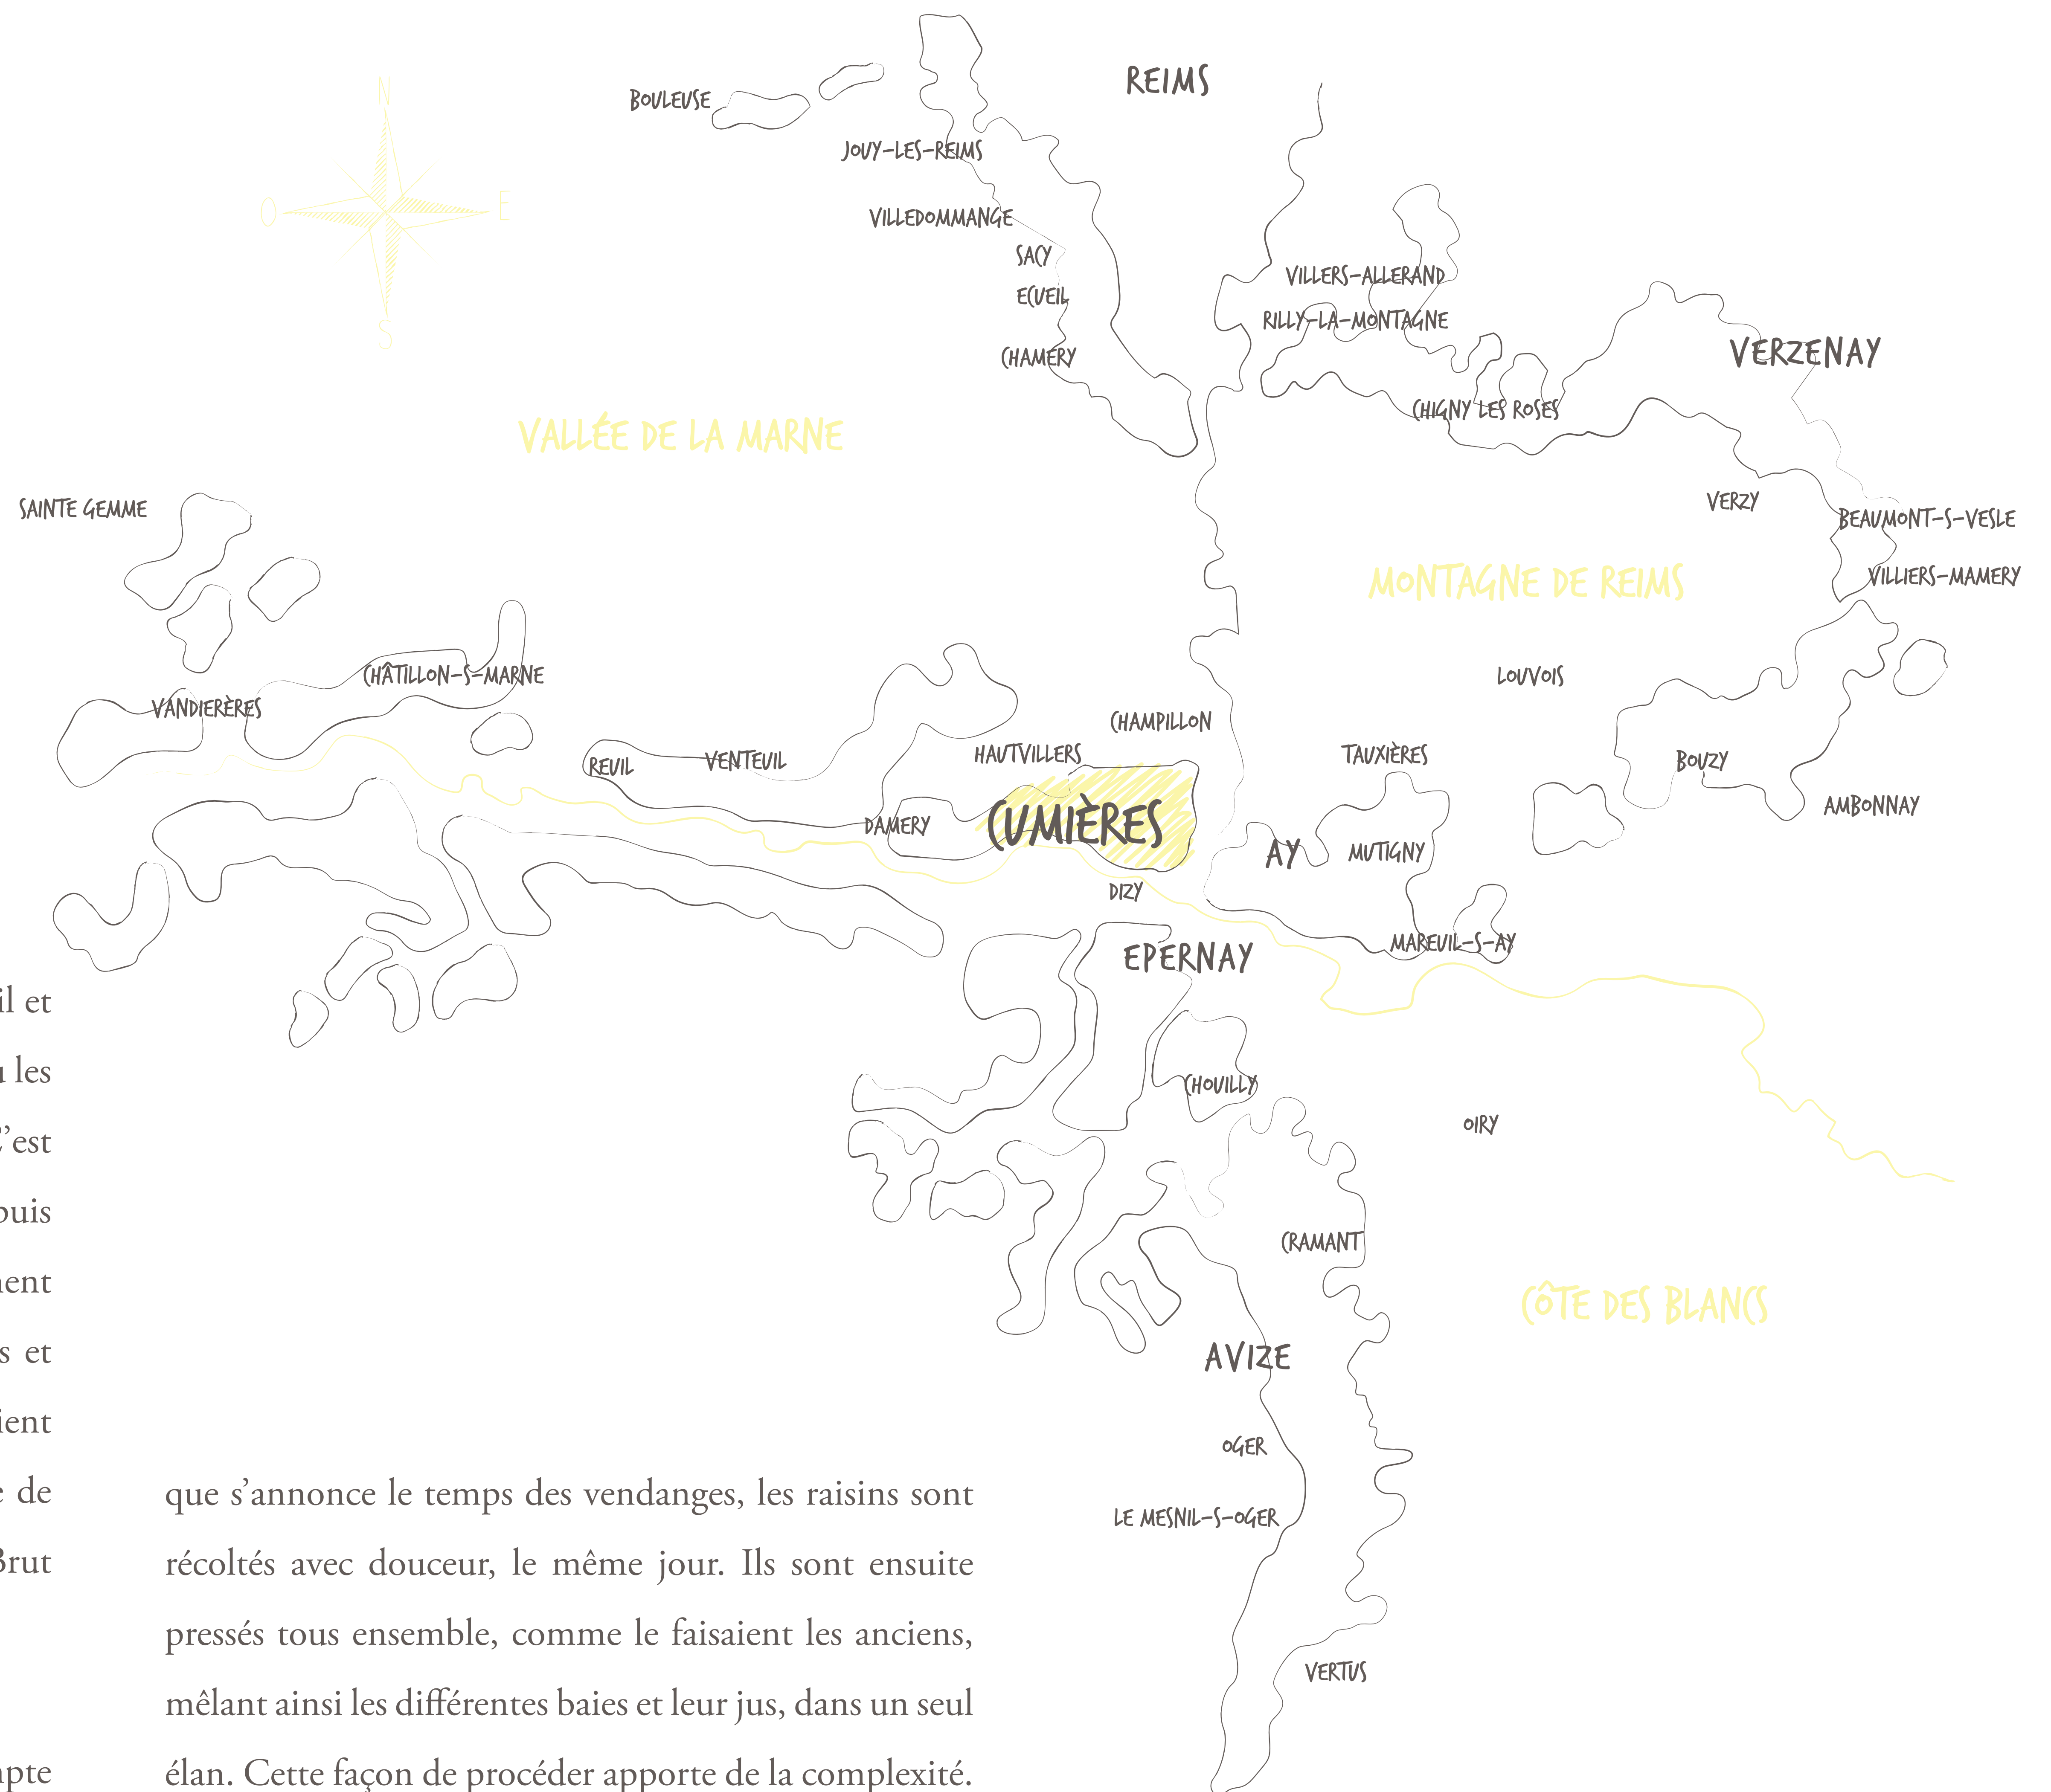 REIMS
BOULEUSE
N
JOUY-LES-REIMS
O
E
VILLEDOMMANGE
SACY
VILLERS-ALLERAND
ECUEIL
RILLY-LA-MONTAGNE
S
CHAMERY
VERZENAY
CHIGNY LES ROSES
VALLÉE DE LA MARNE
VERZY
SAINTE GEMME
BEAUMONT-S-VESLE
VILLIERS-MAMERY
MONTAGNE DE REIMS
CHÂTILLON-S-MARNE
LOUVOIS
VANDIERÈRES
CHAMPILLON
HAUTVILLERS
TAUXIÈRES
VENTEUIL
REUIL
BOUZY
AMBONNAY
DAMERY
CUMIÈRES
AY
MUTIGNY
DIZY
MAREUIL-S-AY
EPERNAY
CHOUILLY
OIRY
CRAMANT
CÔTE DES BLANCS
AVIZE
OGER
LE MESNIL-S-OGER
VERTUS
il et
les
C'est
puis
ment
s et
ient
e de
Brut
mpte
que s'annonce le temps des vendanges, les raisins sont
récoltés avec douceur, le même jour. Ils sont ensuite
pressés tous ensemble, comme le faisaient les anciens,
mêlant ainsi les différentes baies et leur jus, dans un seul
élan. Cette façon de procéder apporte de la complexité.